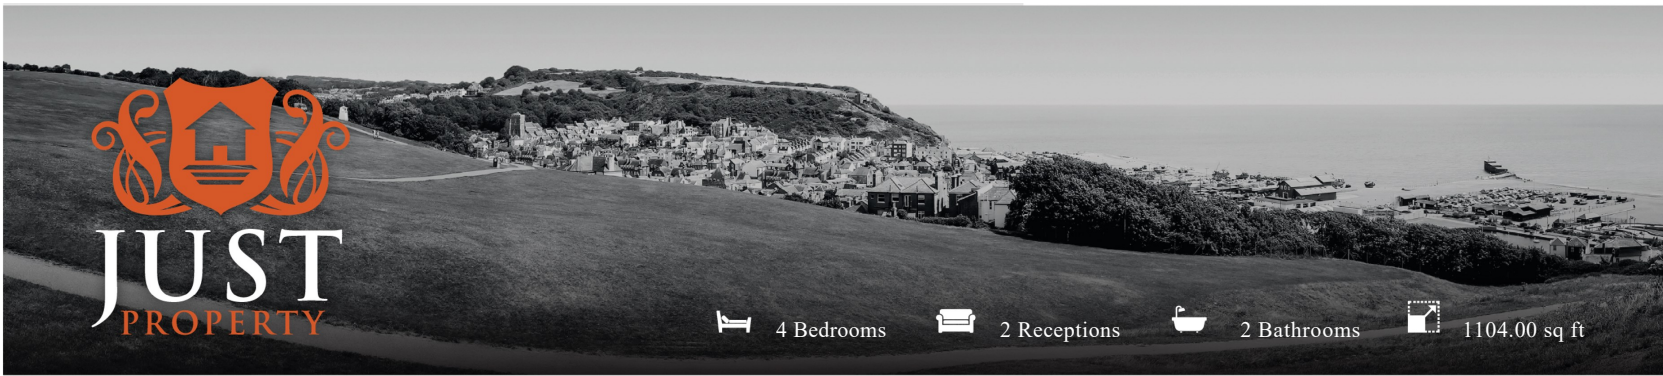 JUST
PROPERTY
4 Bedrooms 2 Receptions 2 Bathrooms 1104.00 sq ft